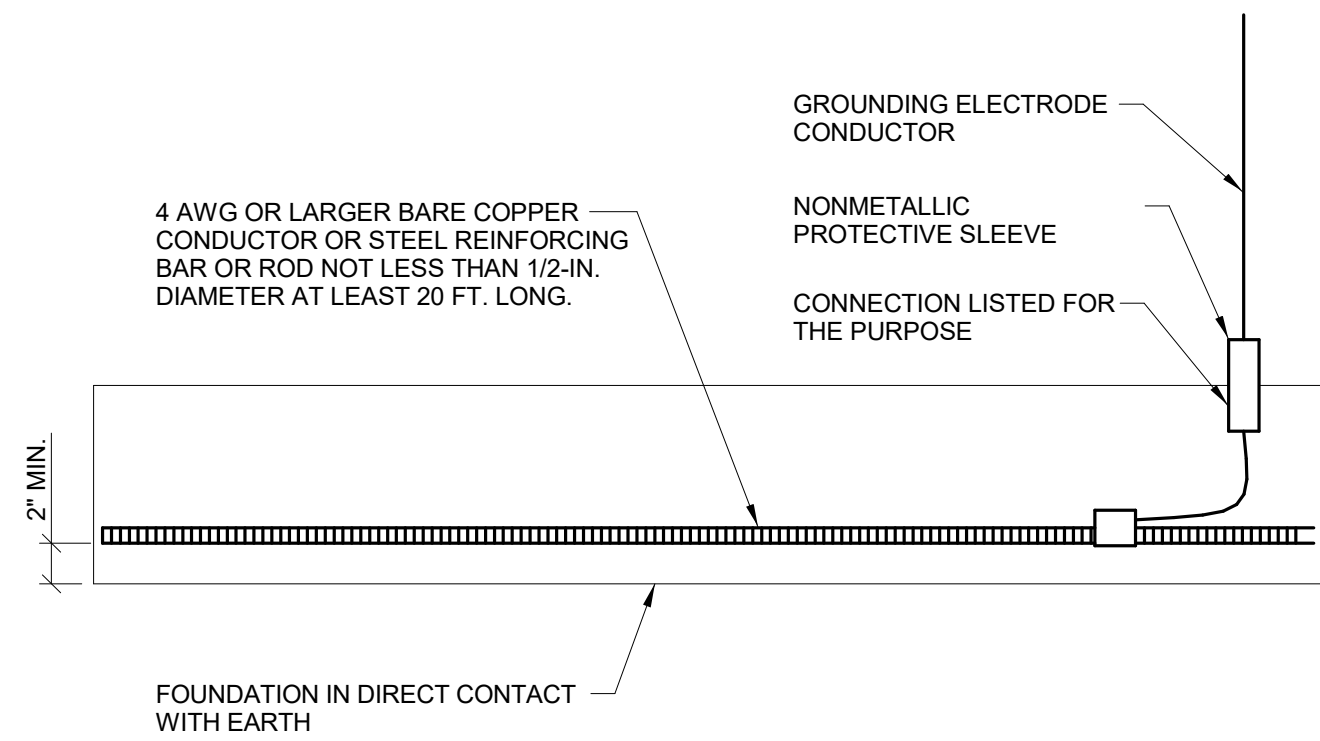 GROUNDING ELECTRODE
CONDUCTOR
4 AWG OR LARGER BARE COPPER
CONDUCTOR OR STEEL REINFORCING
BAR OR ROD NOT LESS THAN 1/2-IN.
DIAMETER AT LEAST 20 FT. LONG.
NONMETALLIC
PROTECTIVE SLEEVE
CONNECTION LISTED FOR
THE PURPOSE
2" MIN.
FOUNDATION IN DIRECT CONTACT
WITH EARTH